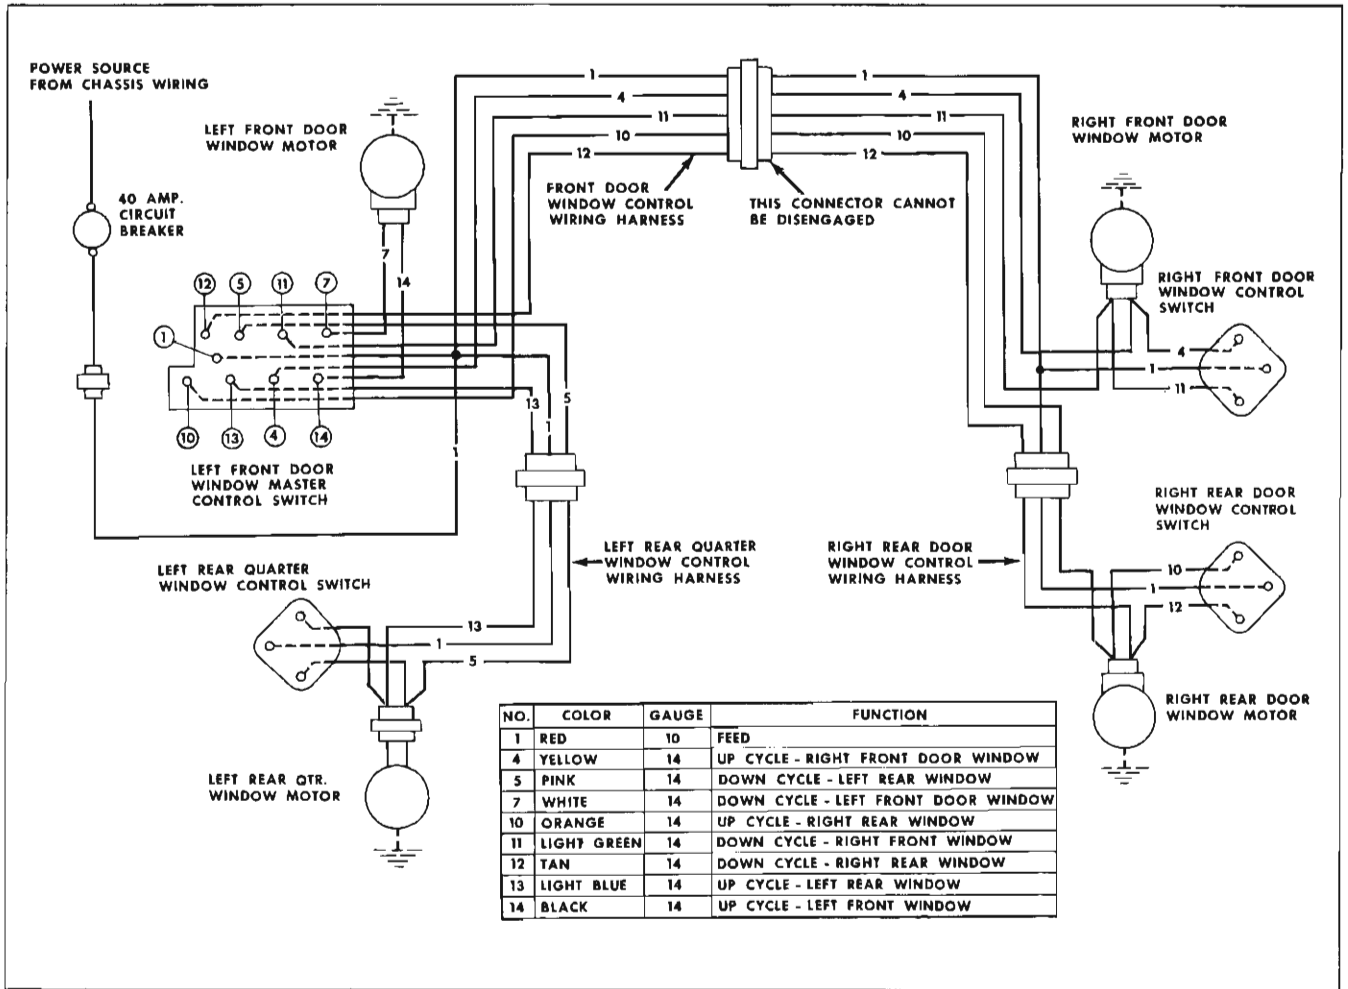 POWER SOURCE
FROM CHASSIS WIRING
LEFT FRONT DOOR
WINDOW MOTOR
40 AMP.
CIRCUIT
BREAKER
1
4
11
10
12
1
4
11
10
12
FRONT DOOR
WINDOW CONTROL
WIRING HARNESS
THIS CONNECTOR CANNOT
BE DISENGAGED
RIGHT FRONT DOOR
WINDOW MOTOR
RIGHT FRONT DOOR
WINDOW CONTROL
SWITCH
7
14
12 5 11 7
1
10 13 4 14
LEFT FRONT DOOR
WINDOW MASTER
CONTROL SWITCH
13
1
5
1
4
1
11
LEFT REAR QUARTER
WINDOW CONTROL
WIRING HARNESS
RIGHT REAR DOOR
WINDOW CONTROL
WIRING HARNESS
RIGHT REAR DOOR
WINDOW CONTROL
SWITCH
10
1
12
LEFT REAR QUARTER
WINDOW CONTROL SWITCH
13
1
5
LEFT REAR QTR.
WINDOW MOTOR
RIGHT REAR DOOR
WINDOW MOTOR
NO. COLOR GAUGE FUNCTION
1 RED 10 FEED
4 YELLOW 14 UP CYCLE - RIGHT FRONT DOOR WINDOW
5 PINK 14 DOWN CYCLE - LEFT REAR WINDOW
7 WHITE 14 DOWN CYCLE - LEFT FRONT DOOR WINDOW
10 ORANGE 14 UP CYCLE - RIGHT REAR WINDOW
11 LIGHT GREEN 14 DOWN CYCLE - RIGHT FRONT WINDOW
12 TAN 14 DOWN CYCLE - RIGHT REAR WINDOW
13 LIGHT BLUE 14 UP CYCLE - LEFT REAR WINDOW
14 BLACK 14 UP CYCLE - LEFT FRONT WINDOW